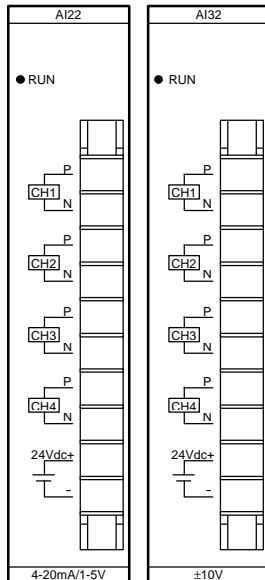 AI22
RUN
P
CH1
N
P
CH2
N
P
CH3
N
P
CH4
N
24Vdc+
-
4-20mA/1-5V
AI32
RUN
P
CH1
N
P
CH2
N
P
CH3
N
P
CH4
N
24Vdc+
-
±10V